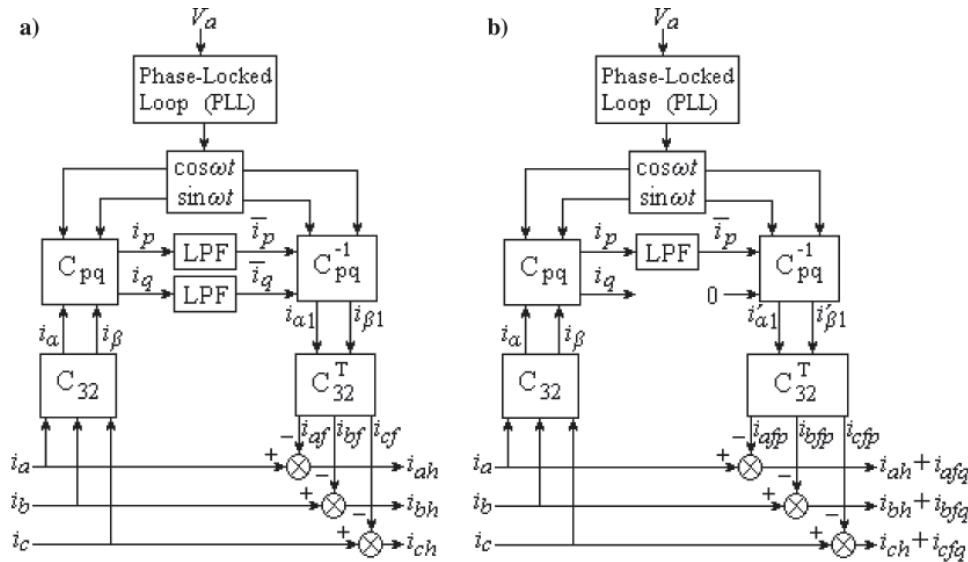 a)
V_a
Phase-Locked
Loop (PLL)
cosωt
sinωt
i_p
LPF
i̅_p
C_pq
i_q
LPF
i̅_q
C_pq^-1
i_α
i_β
i_α1
i_β1
C_32
C_32^T
i_af
i_bf
i_cf
i_a
+
−
i_ah
i_b
+
−
i_bh
i_c
+
−
i_ch
b)
V_a
Phase-Locked
Loop (PLL)
cosωt
sinωt
i_p
LPF
i̅_p
C_pq
i_q
0
C_pq^-1
i_α
i_β
i'_α1
i'_β1
C_32
C_32^T
i_afp
i_bfp
i_cfp
i_a
+
−
i_ah + i_afq
i_b
+
−
i_bh + i_bfq
i_c
+
−
i_ch + i_cfq